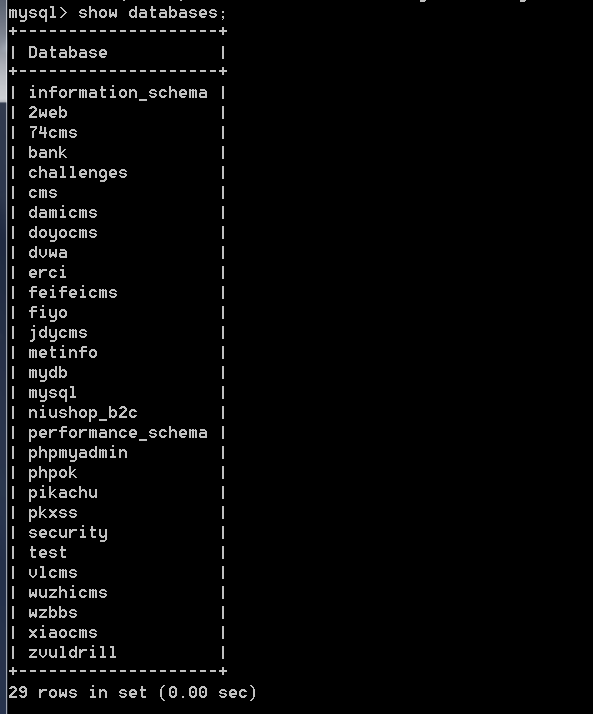 mysql> show databases;
+--------------------+
| Database           |
+--------------------+
| information_schema |
| 2web               |
| 74cms              |
| bank               |
| challenges         |
| cms                |
| damicms            |
| doyocms            |
| dvwa               |
| erci               |
| feifeicms          |
| fiyo               |
| jdycms             |
| metinfo            |
| mydb               |
| mysql              |
| niushop_b2c        |
| performance_schema |
| phpmyadmin         |
| phpok              |
| pikachu            |
| pkxss              |
| security           |
| test               |
| vlcms              |
| wuzhicms           |
| wzbbs              |
| xiaocms            |
| zvuldrill          |
+--------------------+
29 rows in set (0.00 sec)